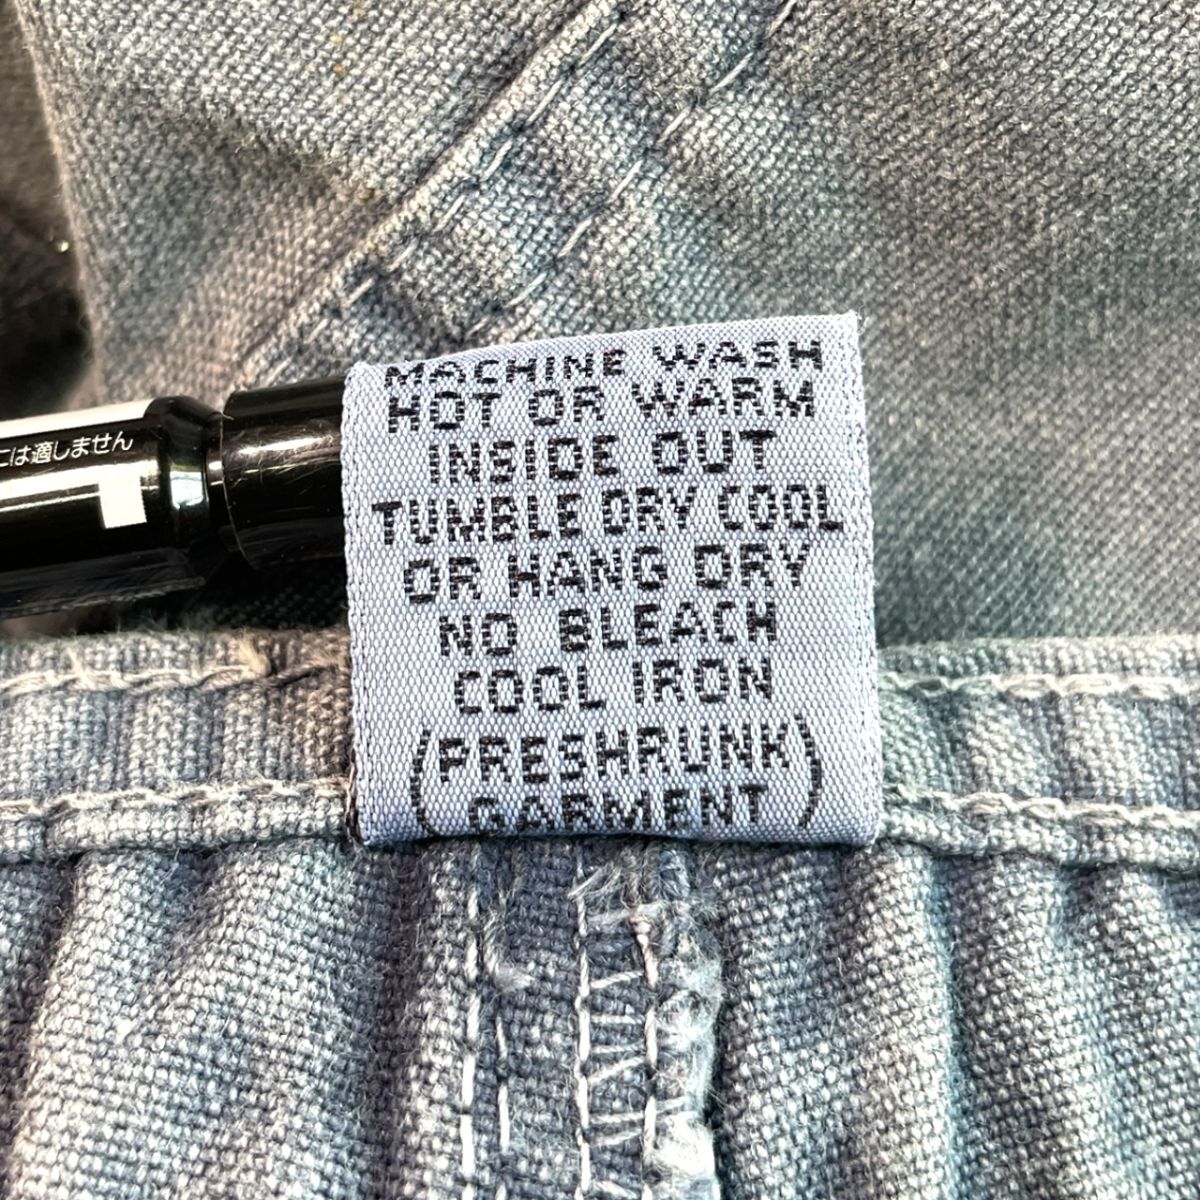 MACHINE WASH
HOT OR WARM
INSIDE OUT
TUMBLE DRY COOL
OR HANG DRY
NO BLEACH
COOL IRON
(PRESHRUNK
GARMENT)
には適しません